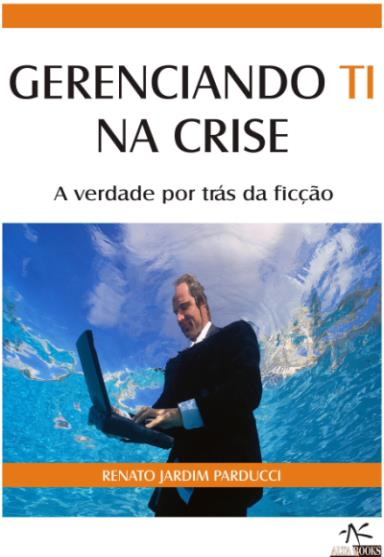 GERENCIANDO TI
NA CRISE
A verdade por trás da ficção
RENATO JARDIM PARDUCCI
ALTA BOOKS